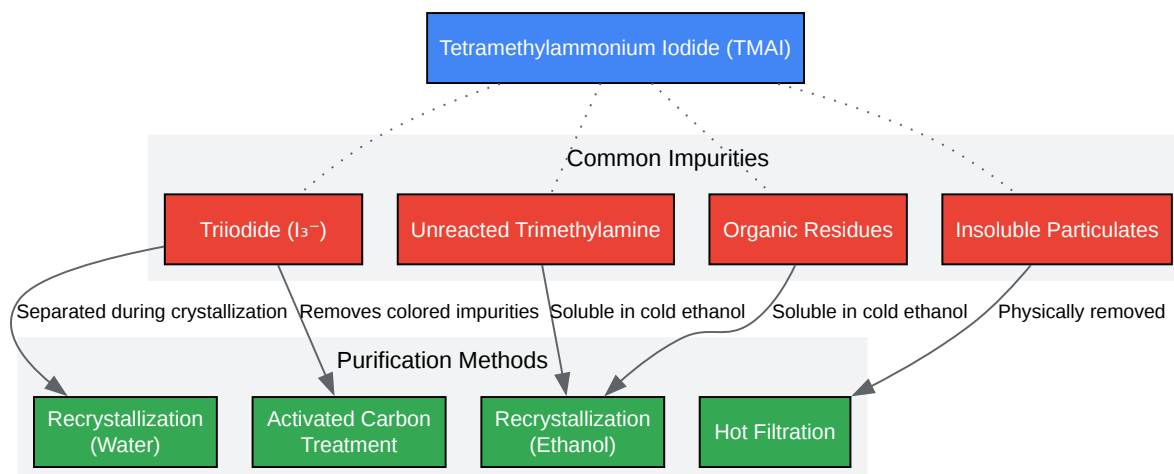 Tetramethylammonium Iodide (TMAI)
Common Impurities
Triiodide (I₃⁻)
Unreacted Trimethylamine
Organic Residues
Insoluble Particulates
Separated during crystallization
Removes colored impurities
Soluble in cold ethanol
Soluble in cold ethanol
Physically removed
Purification Methods
Recrystallization
(Water)
Activated Carbon
Treatment
Recrystallization
(Ethanol)
Hot Filtration